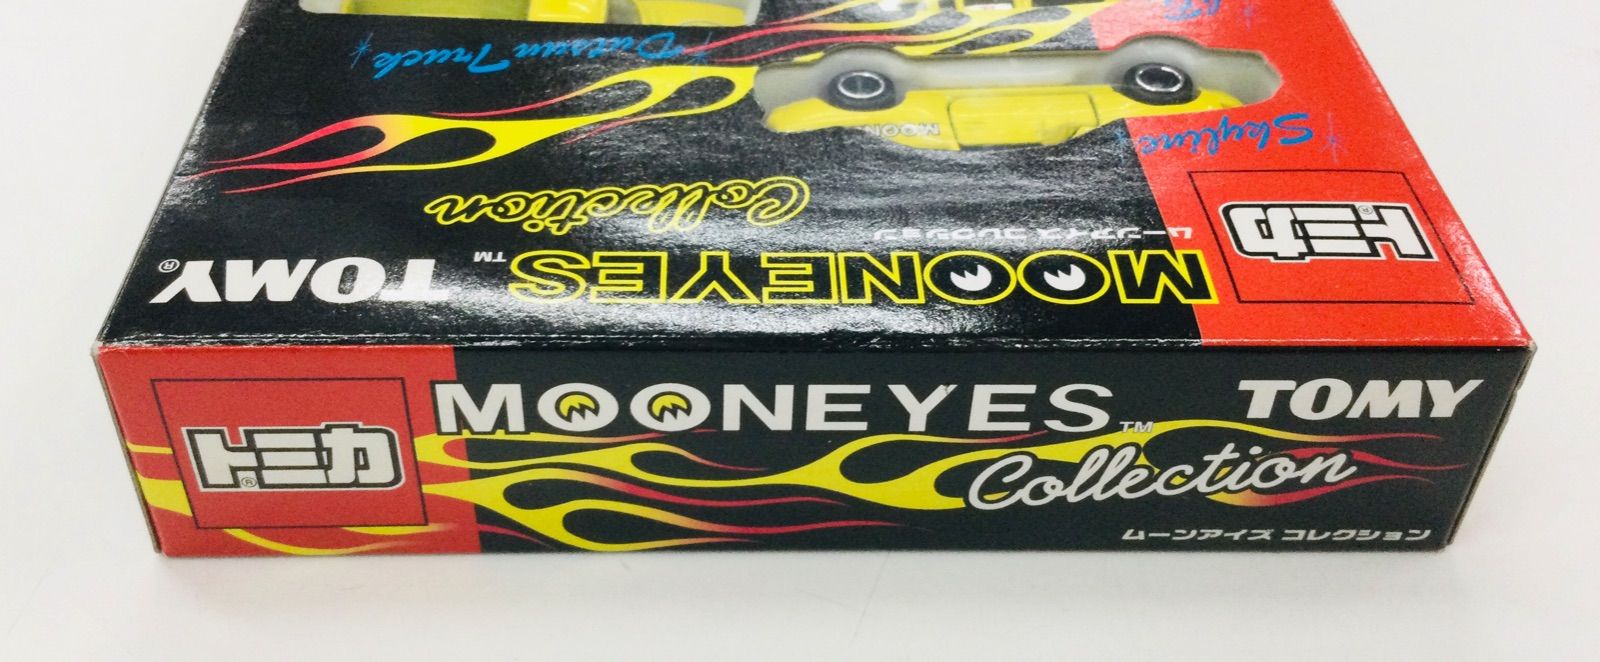 Datsun Truck
Skyline
MOON
Collection
ムーンアイズ コレクション
トミカ®
MOONEYES™
TOMY®
MOONEYES™
TOMY
トミカ®
Collection
ムーンアイズ コレクション